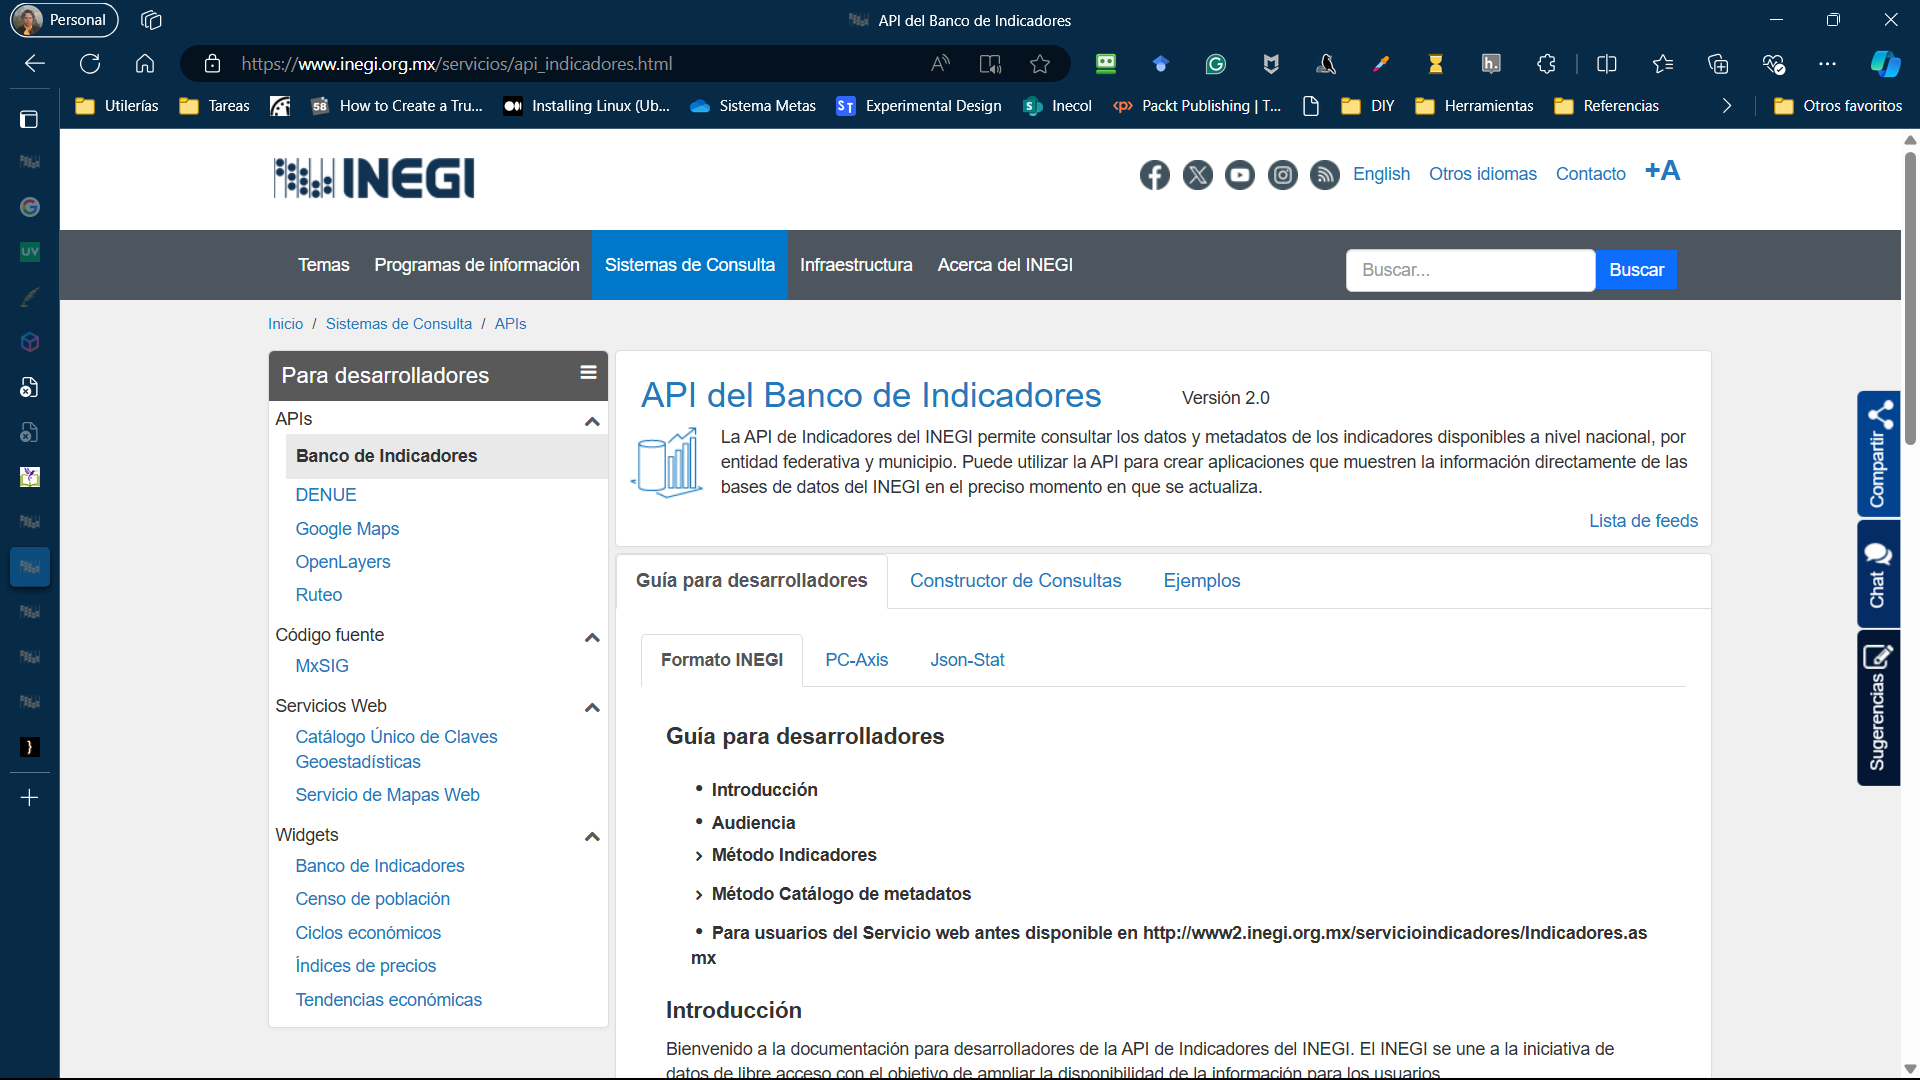 Personal
API del Banco de Indicadores
https://www.inegi.org.mx/servicios/api_indicadores.html
Utilerías
Tareas
58
How to Create a Tru...
Installing Linux (Ub...
Sistema Metas
ST
Experimental Design
Inecol
Packt Publishing | T...
DIY
Herramientas
Referencias
Otros favoritos
INEGI
English
Otros idiomas
Contacto
+A
Temas
Programas de información
Sistemas de Consulta
Infraestructura
Acerca del INEGI
Buscar...
Buscar
Inicio / Sistemas de Consulta / APIs
Para desarrolladores
APIs
Banco de Indicadores
DENUE
Google Maps
OpenLayers
Ruteo
Código fuente
MxSIG
Servicios Web
Catálogo Único de Claves
Geoestadísticas
Servicio de Mapas Web
Widgets
Banco de Indicadores
Censo de población
Ciclos económicos
Índices de precios
Tendencias económicas
API del Banco de Indicadores
Versión 2.0
La API de Indicadores del INEGI permite consultar los datos y metadatos de los indicadores disponibles a nivel nacional, por
entidad federativa y municipio. Puede utilizar la API para crear aplicaciones que muestren la información directamente de las
bases de datos del INEGI en el preciso momento en que se actualiza.
Lista de feeds
Guía para desarrolladores
Constructor de Consultas
Ejemplos
Formato INEGI
PC-Axis
Json-Stat
Guía para desarrolladores
• Introducción
• Audiencia
› Método Indicadores
› Método Catálogo de metadatos
• Para usuarios del Servicio web antes disponible en http://www2.inegi.org.mx/servicioindicadores/Indicadores.as
mx
Introducción
Bienvenido a la documentación para desarrolladores de la API de Indicadores del INEGI. El INEGI se une a la iniciativa de
datos de libre acceso con el objetivo de ampliar la disponibilidad de la información para los usuarios.
Compartir
Chat
Sugerencias
UV